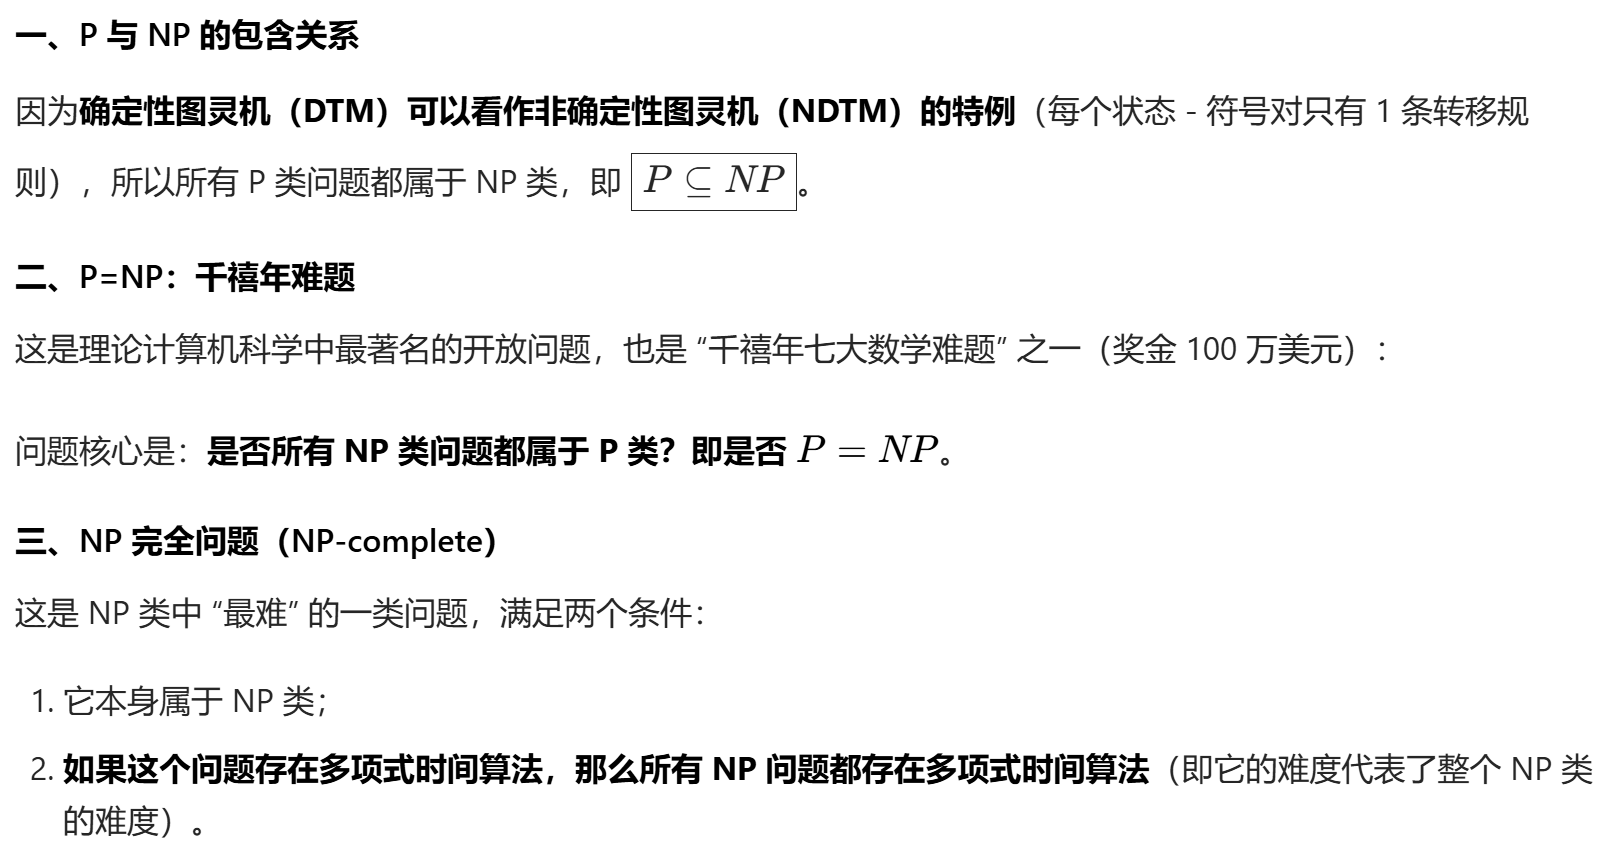 一、P 与 NP 的包含关系
因为确定性图灵机（DTM）可以看作非确定性图灵机（NDTM）的特例（每个状态 - 符号对只有 1 条转移规
则），所以所有 P 类问题都属于 NP 类，即 P ⊆ NP。
二、P=NP：千禧年难题
这是理论计算机科学中最著名的开放问题，也是 “千禧年七大数学难题” 之一（奖金 100 万美元）：
问题核心是：是否所有 NP 类问题都属于 P 类？即是否 P = NP。
三、NP 完全问题（NP-complete）
这是 NP 类中 “最难” 的一类问题，满足两个条件：
1. 它本身属于 NP 类；
2. 如果这个问题存在多项式时间算法，那么所有 NP 问题都存在多项式时间算法（即它的难度代表了整个 NP 类
的难度）。